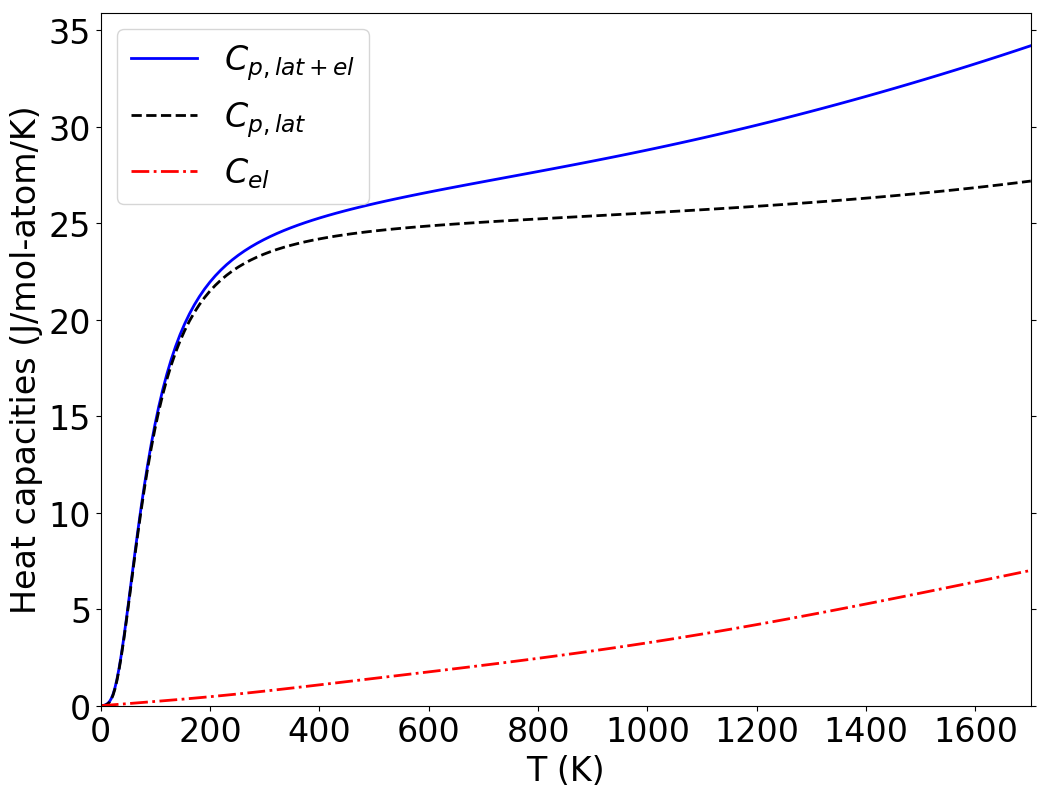 Heat capacities (J/mol-atom/K)
35
30
25
20
15
10
5
0
C_{p, lat+el}
C_{p, lat}
C_{el}
0 200 400 600 800 1000 1200 1400 1600
T (K)